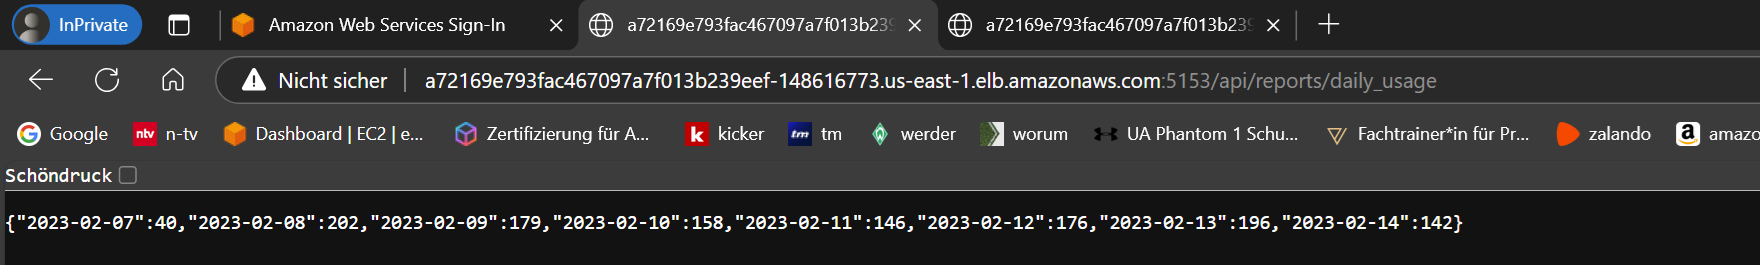 InPrivate Amazon Web Services Sign-In a72169e793fac467097a7f013b239 a72169e793fac467097a7f013b239
Nicht sicher a72169e793fac467097a7f013b239eef-148616773.us-east-1.elb.amazonaws.com:5153/api/reports/daily_usage
Google ntv n-tv Dashboard | EC2 | e... Zertifizierung für A... k kicker tm tm werder worum UA Phantom 1 Schu... Fachtrainer*in für Pr... zalando a amazo
Schöndruck
{"2023-02-07":40,"2023-02-08":202,"2023-02-09":179,"2023-02-10":158,"2023-02-11":146,"2023-02-12":176,"2023-02-13":196,"2023-02-14":142}